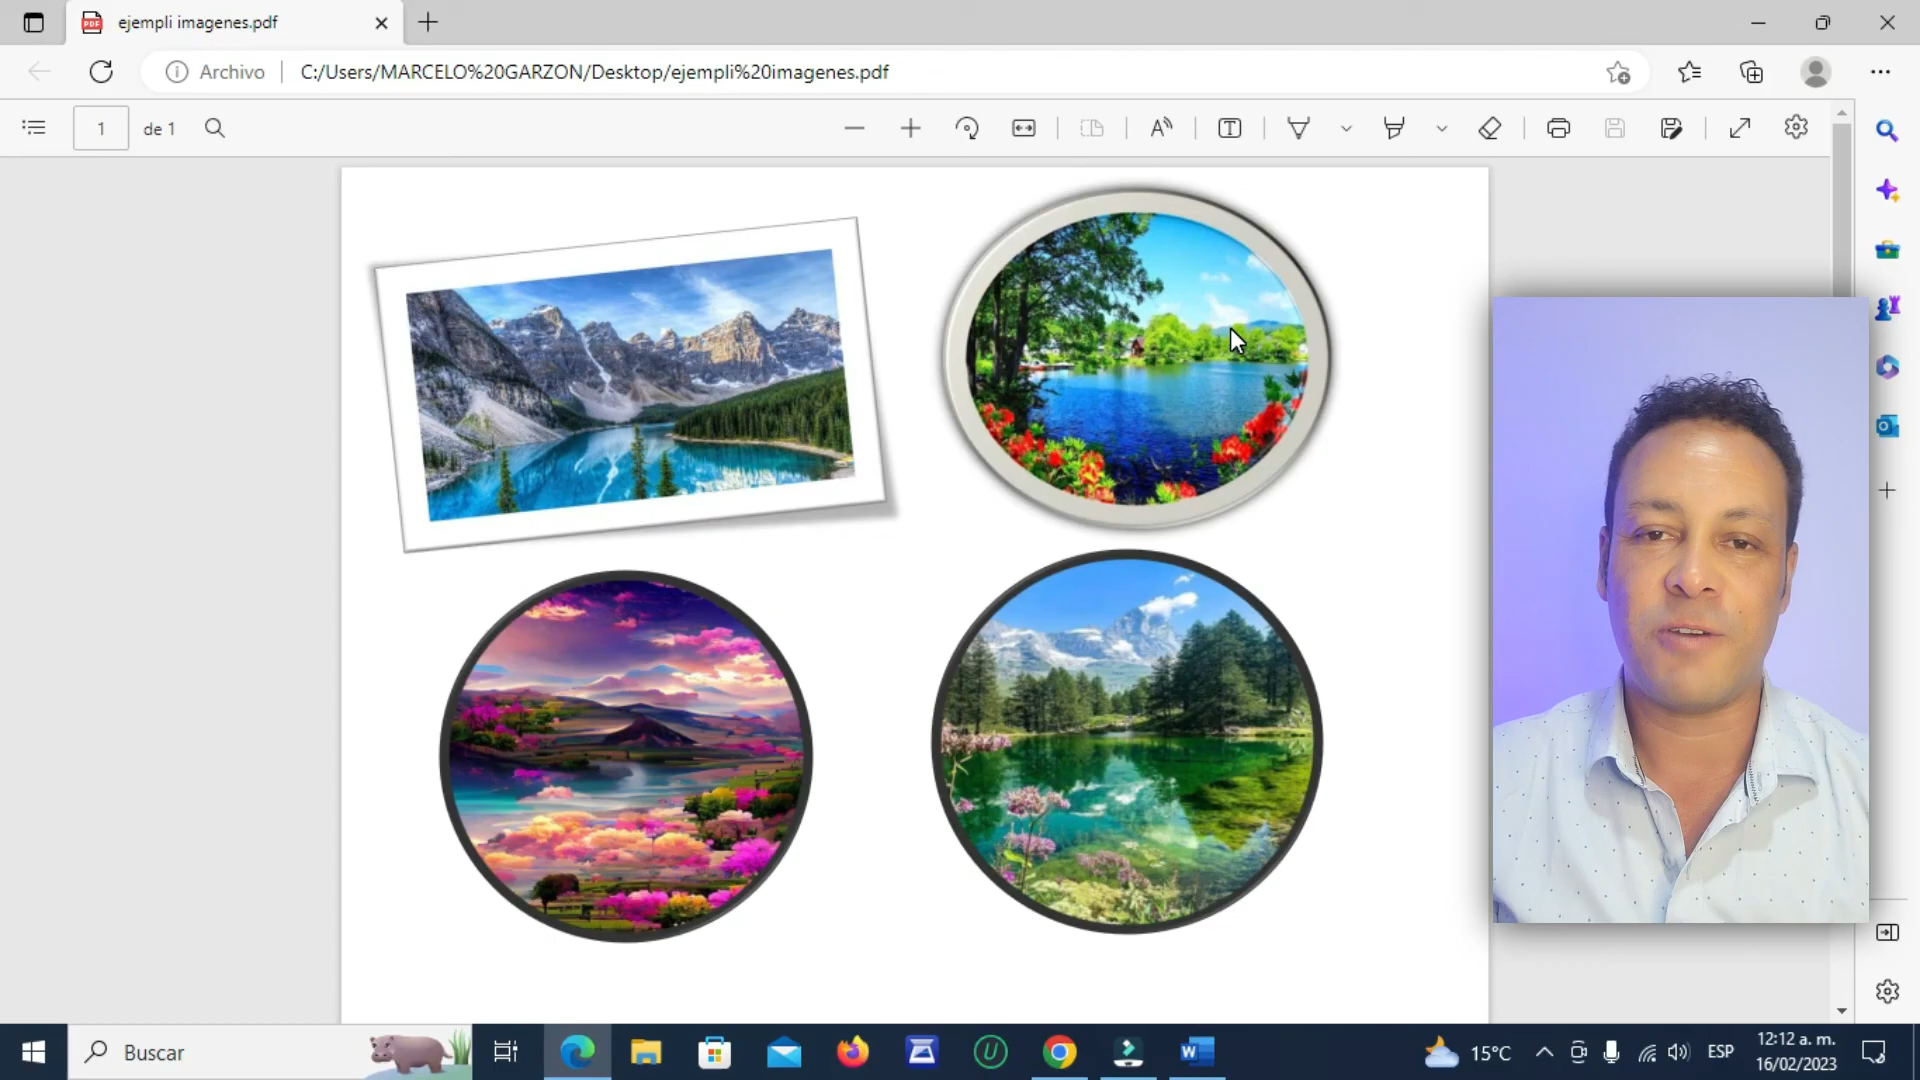 ejempli imagenes.pdf
Archivo
C:/Users/MARCELO%20GARZON/Desktop/ejempli%20imagenes.pdf
1 de 1
Buscar
15°C
ESP
12:12 a. m.
16/02/2023